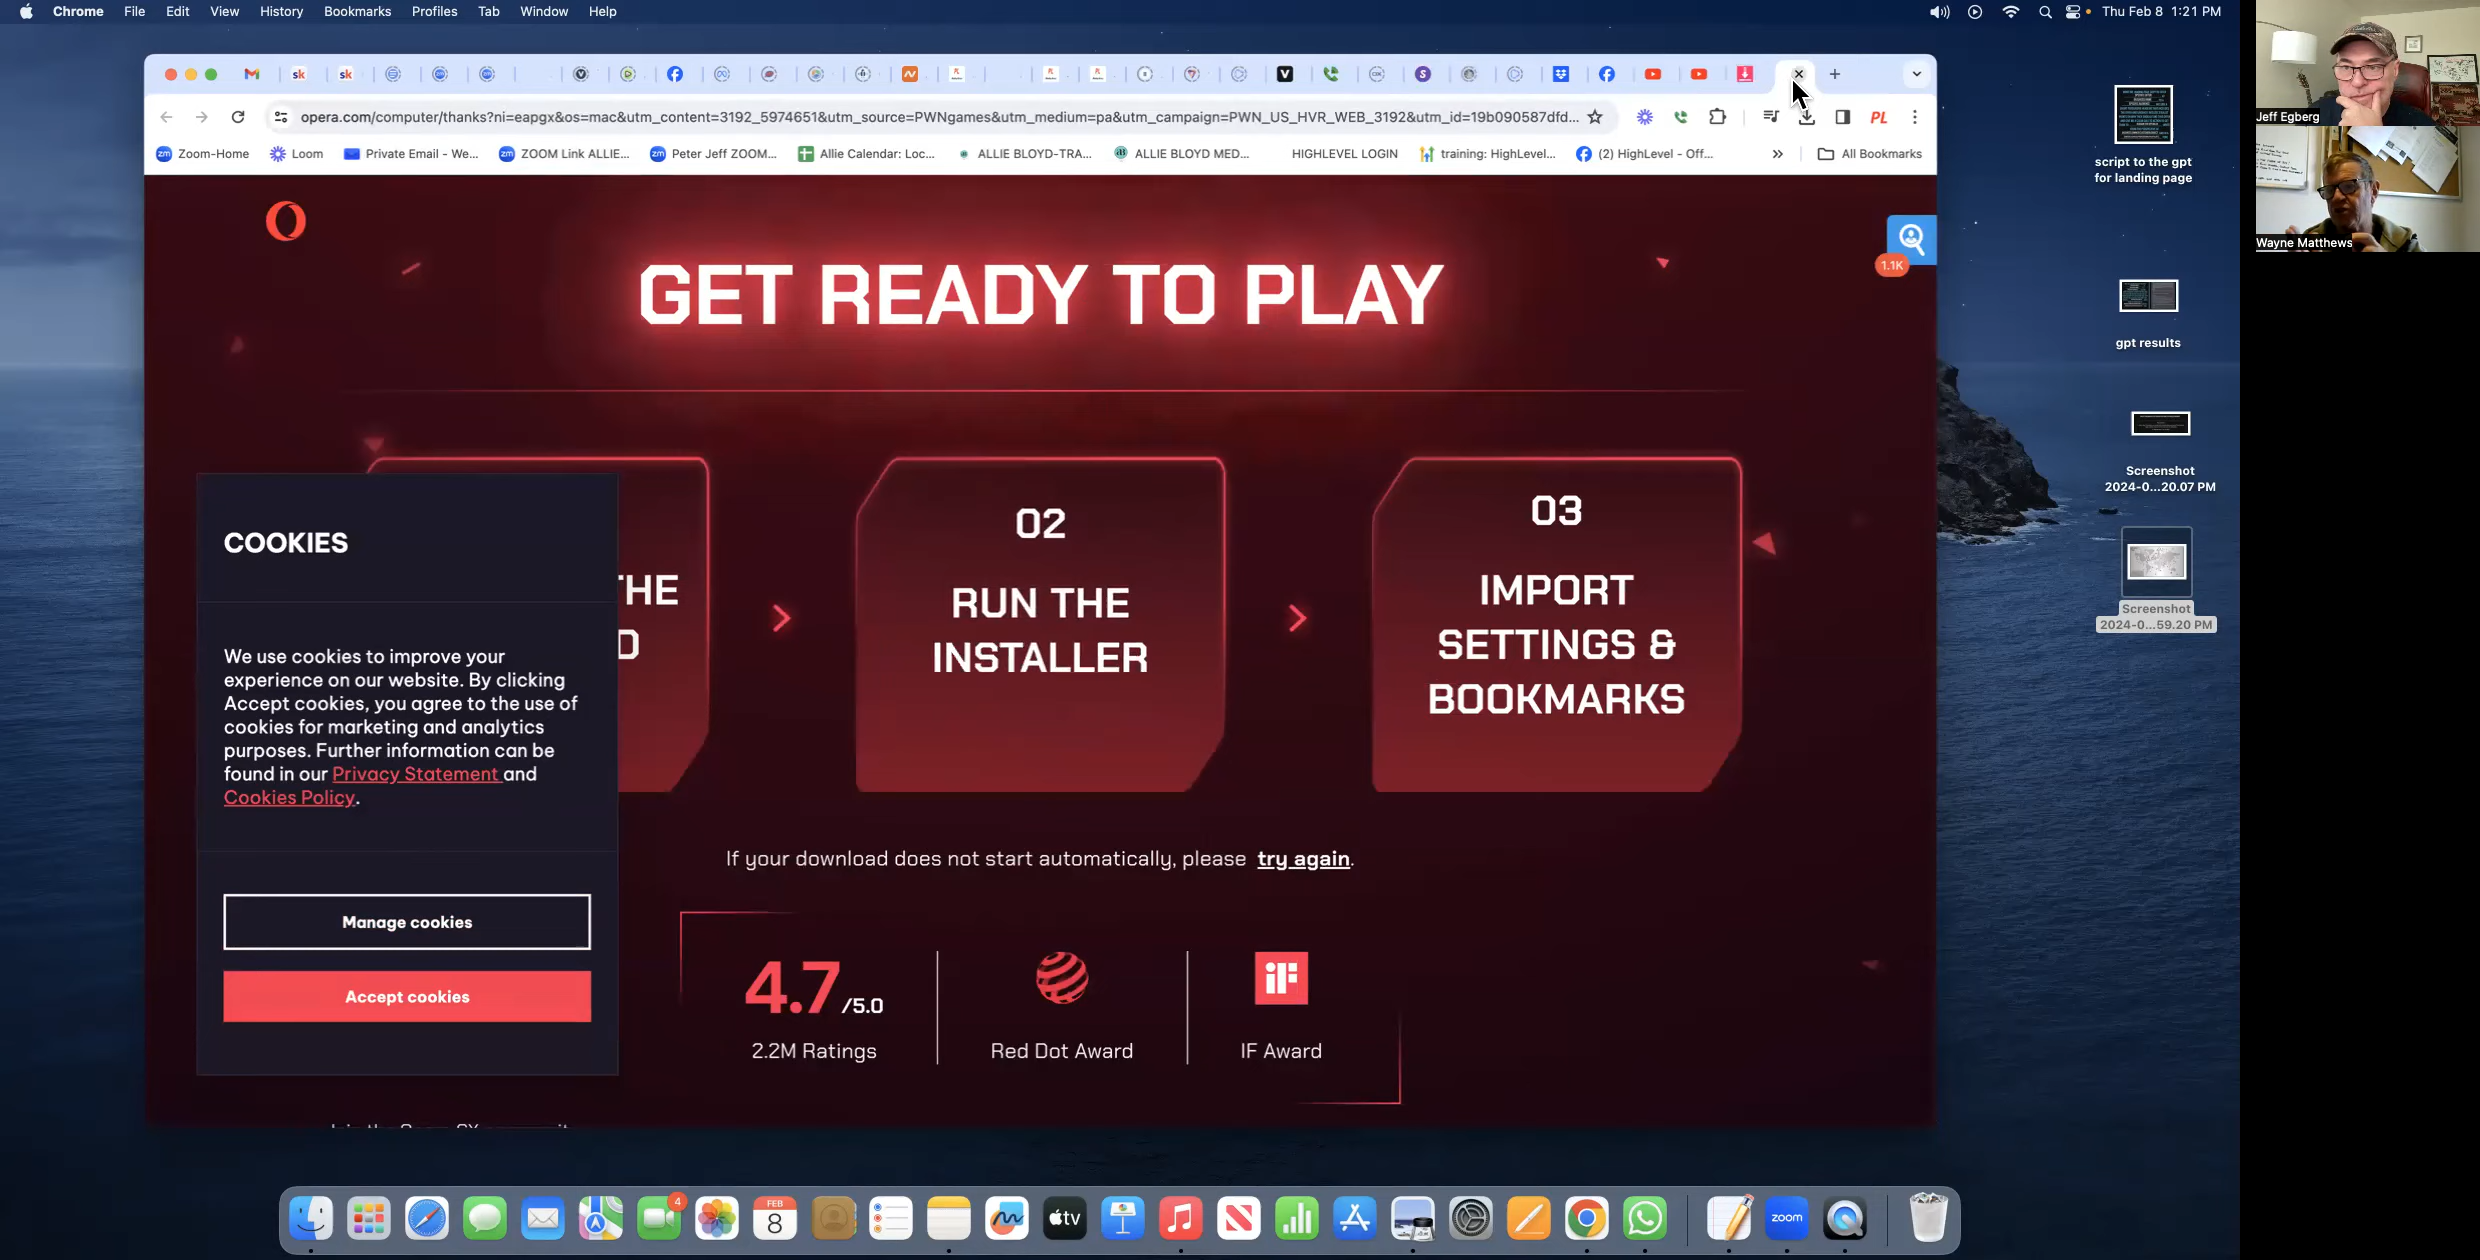 Chrome File Edit View History Bookmarks Profiles Tab Window Help
Thu Feb 8 1:21 PM
opera.com/computer/thanks?ni=eapgx&os=mac&utm_content=3192_5974651&utm_source=PWNgames&utm_medium=pa&utm_campaign=PWN_US_HVR_WEB_3192&utm_id=19b090587dfd...
PL
Zoom-Home Loom Private Email - We... ZOOM Link ALLIE... Peter Jeff ZOOM... Allie Calendar: Loc... ALLIE BLOYD-TRA... ALLIE BLOYD MED... HIGHLEVEL LOGIN training: HighLevel... (2) HighLevel - Off... » All Bookmarks
GET READY TO PLAY
1.1K
THE
D
02
RUN THE
INSTALLER
03
IMPORT
SETTINGS &
BOOKMARKS
COOKIES
We use cookies to improve your
experience on our website. By clicking
Accept cookies, you agree to the use of
cookies for marketing and analytics
purposes. Further information can be
found in our Privacy Statement and
Cookies Policy.
Manage cookies
Accept cookies
If your download does not start automatically, please try again.
4.7/5.0
2.2M Ratings
Red Dot Award
iF
IF Award
script to the gpt
for landing page
gpt results
Screenshot
2024-0...20.07 PM
Screenshot
2024-0...59.20 PM
Jeff Egberg
Wayne Matthews
4
FEB
8
tv
zoom